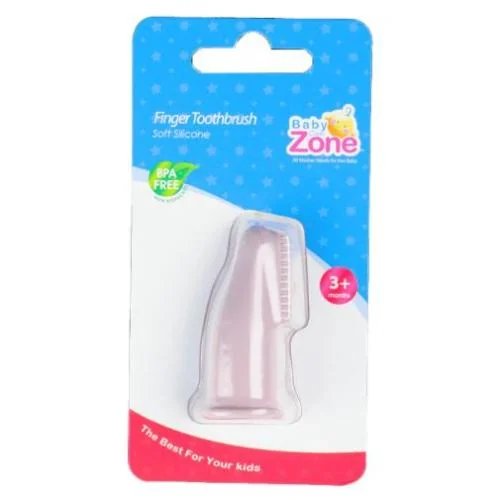 Finger Toothbrush
Soft Silicone
Baby
Zone
BPA
FREE
3+
months
The Best For Your kids